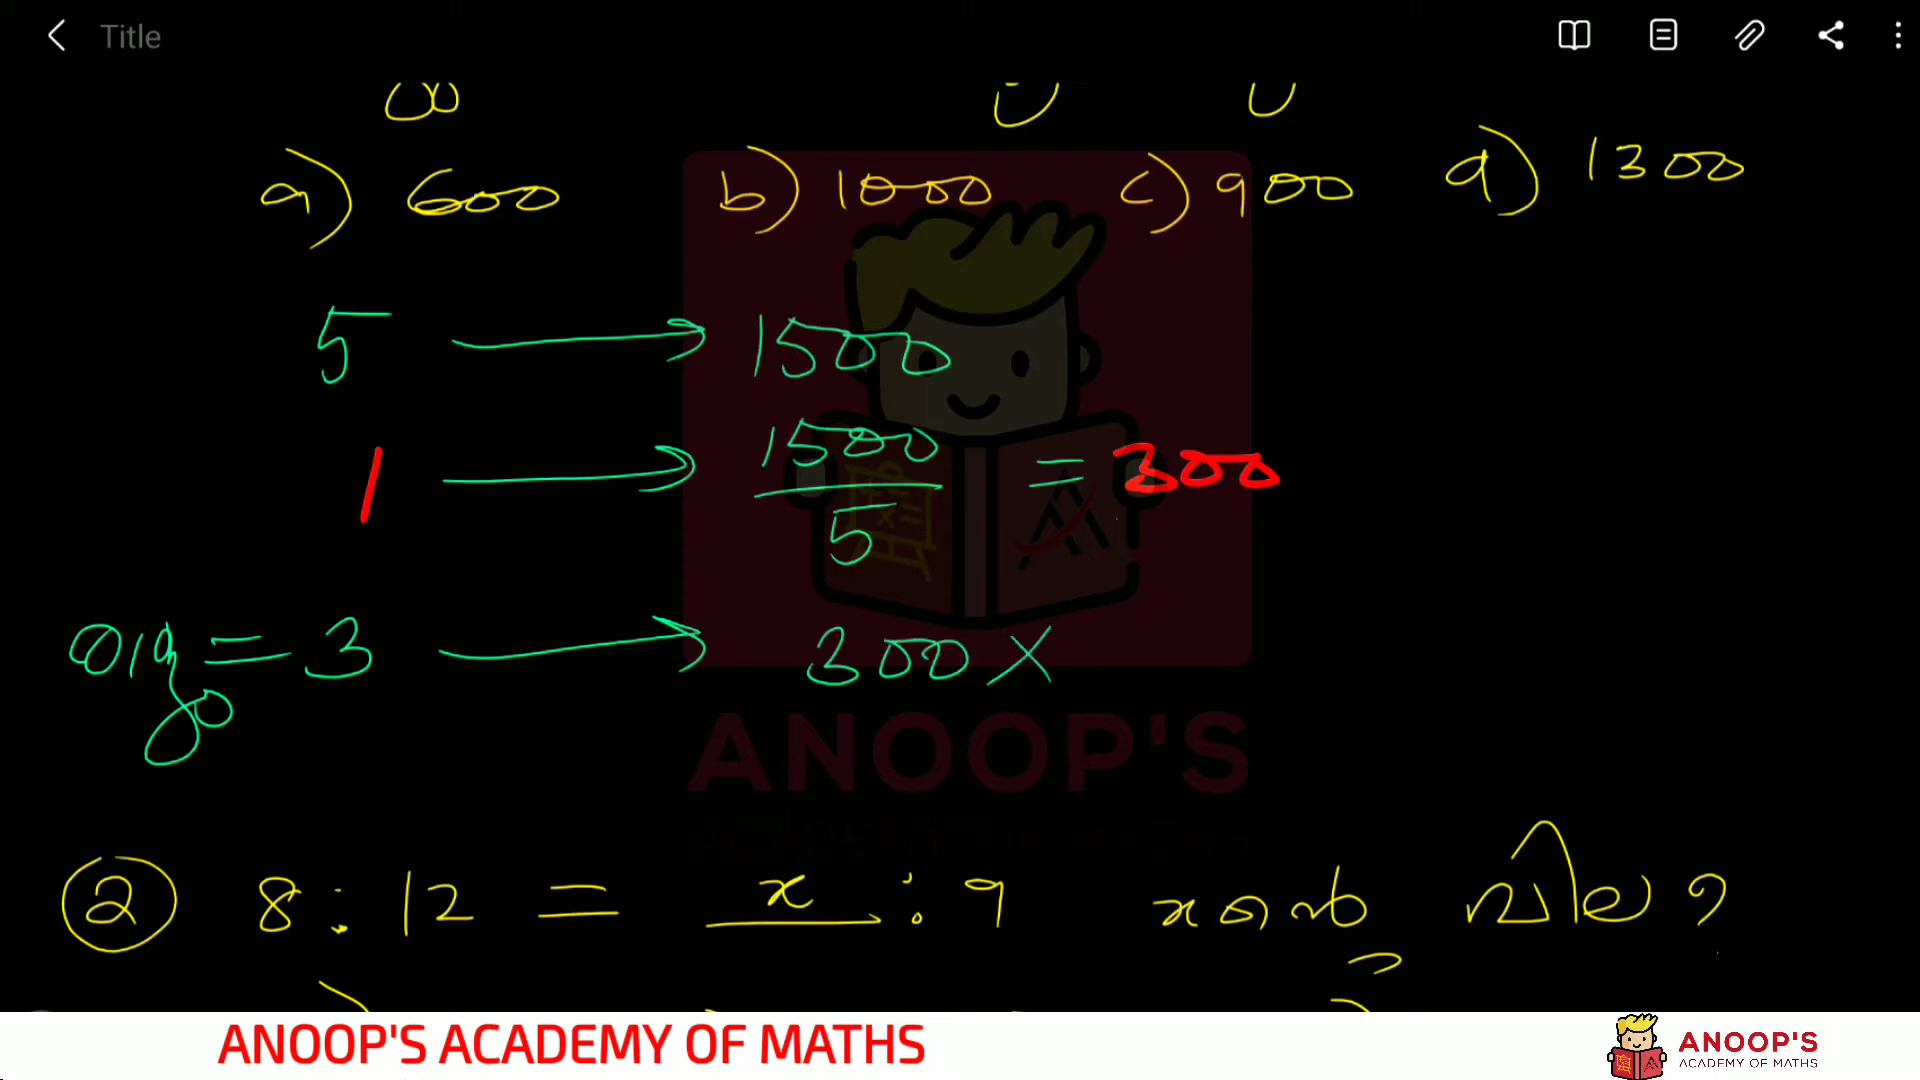 Title
a) 600 b) 1000 c) 900 d) 1300
5 → 1500
1 → 1500/5 = 300
= 3 → 300 ×
ANOOP'S
② 8 : 12 = x : 9 xന്റെ വില ?
ANOOP'S ACADEMY OF MATHS
ANOOP'S
ACADEMY OF MATHS